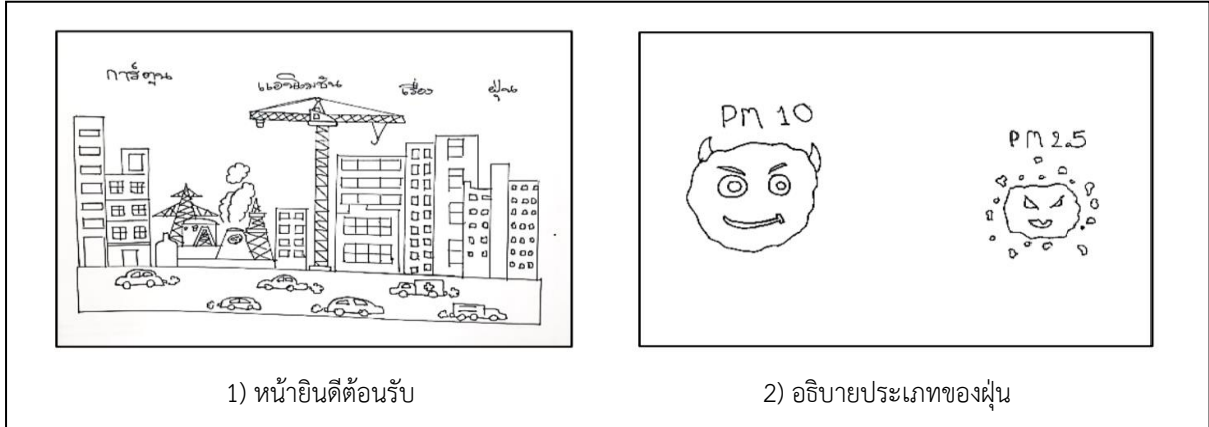 การ์ตูน แอนิเมชัน เรื่อง ฝุ่น
PM 10
PM 2.5
1) หน้ายินดีต้อนรับ
2) อธิบายประเภทของฝุ่น